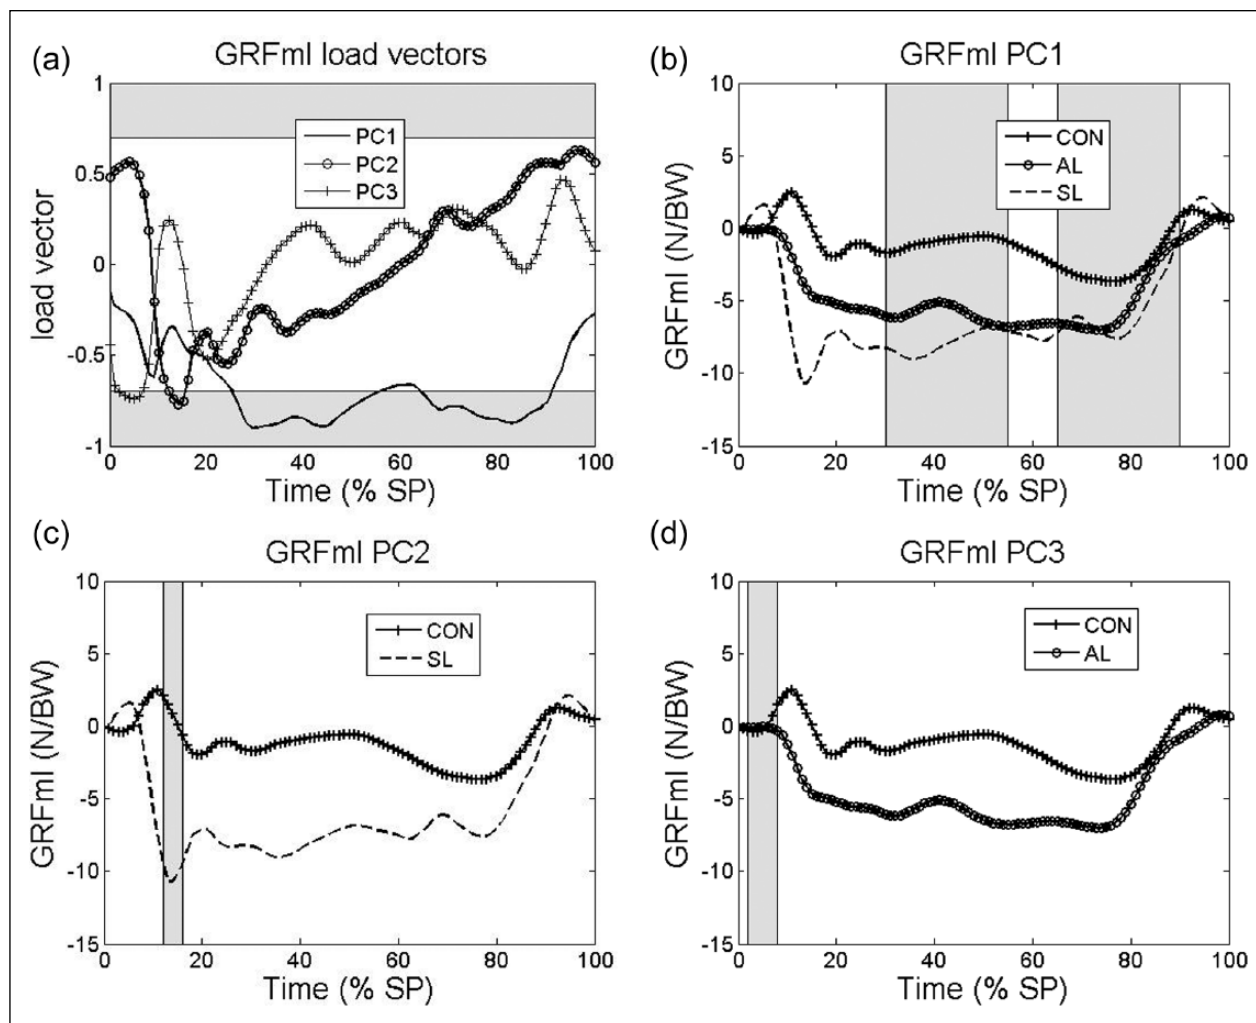 (a)
GRFml load vectors
1
0.5
0
-0.5
-1
load vector
PC1
PC2
PC3
0 20 40 60 80 100
Time (% SP)
(b)
GRFml PC1
10
5
0
-5
-10
-15
GRFml (N/BW)
CON
AL
SL
0 20 40 60 80 100
Time (% SP)
(c)
GRFml PC2
10
5
0
-5
-10
-15
GRFml (N/BW)
CON
SL
0 20 40 60 80 100
Time (% SP)
(d)
GRFml PC3
10
5
0
-5
-10
-15
GRFml (N/BW)
CON
AL
0 20 40 60 80 100
Time (% SP)